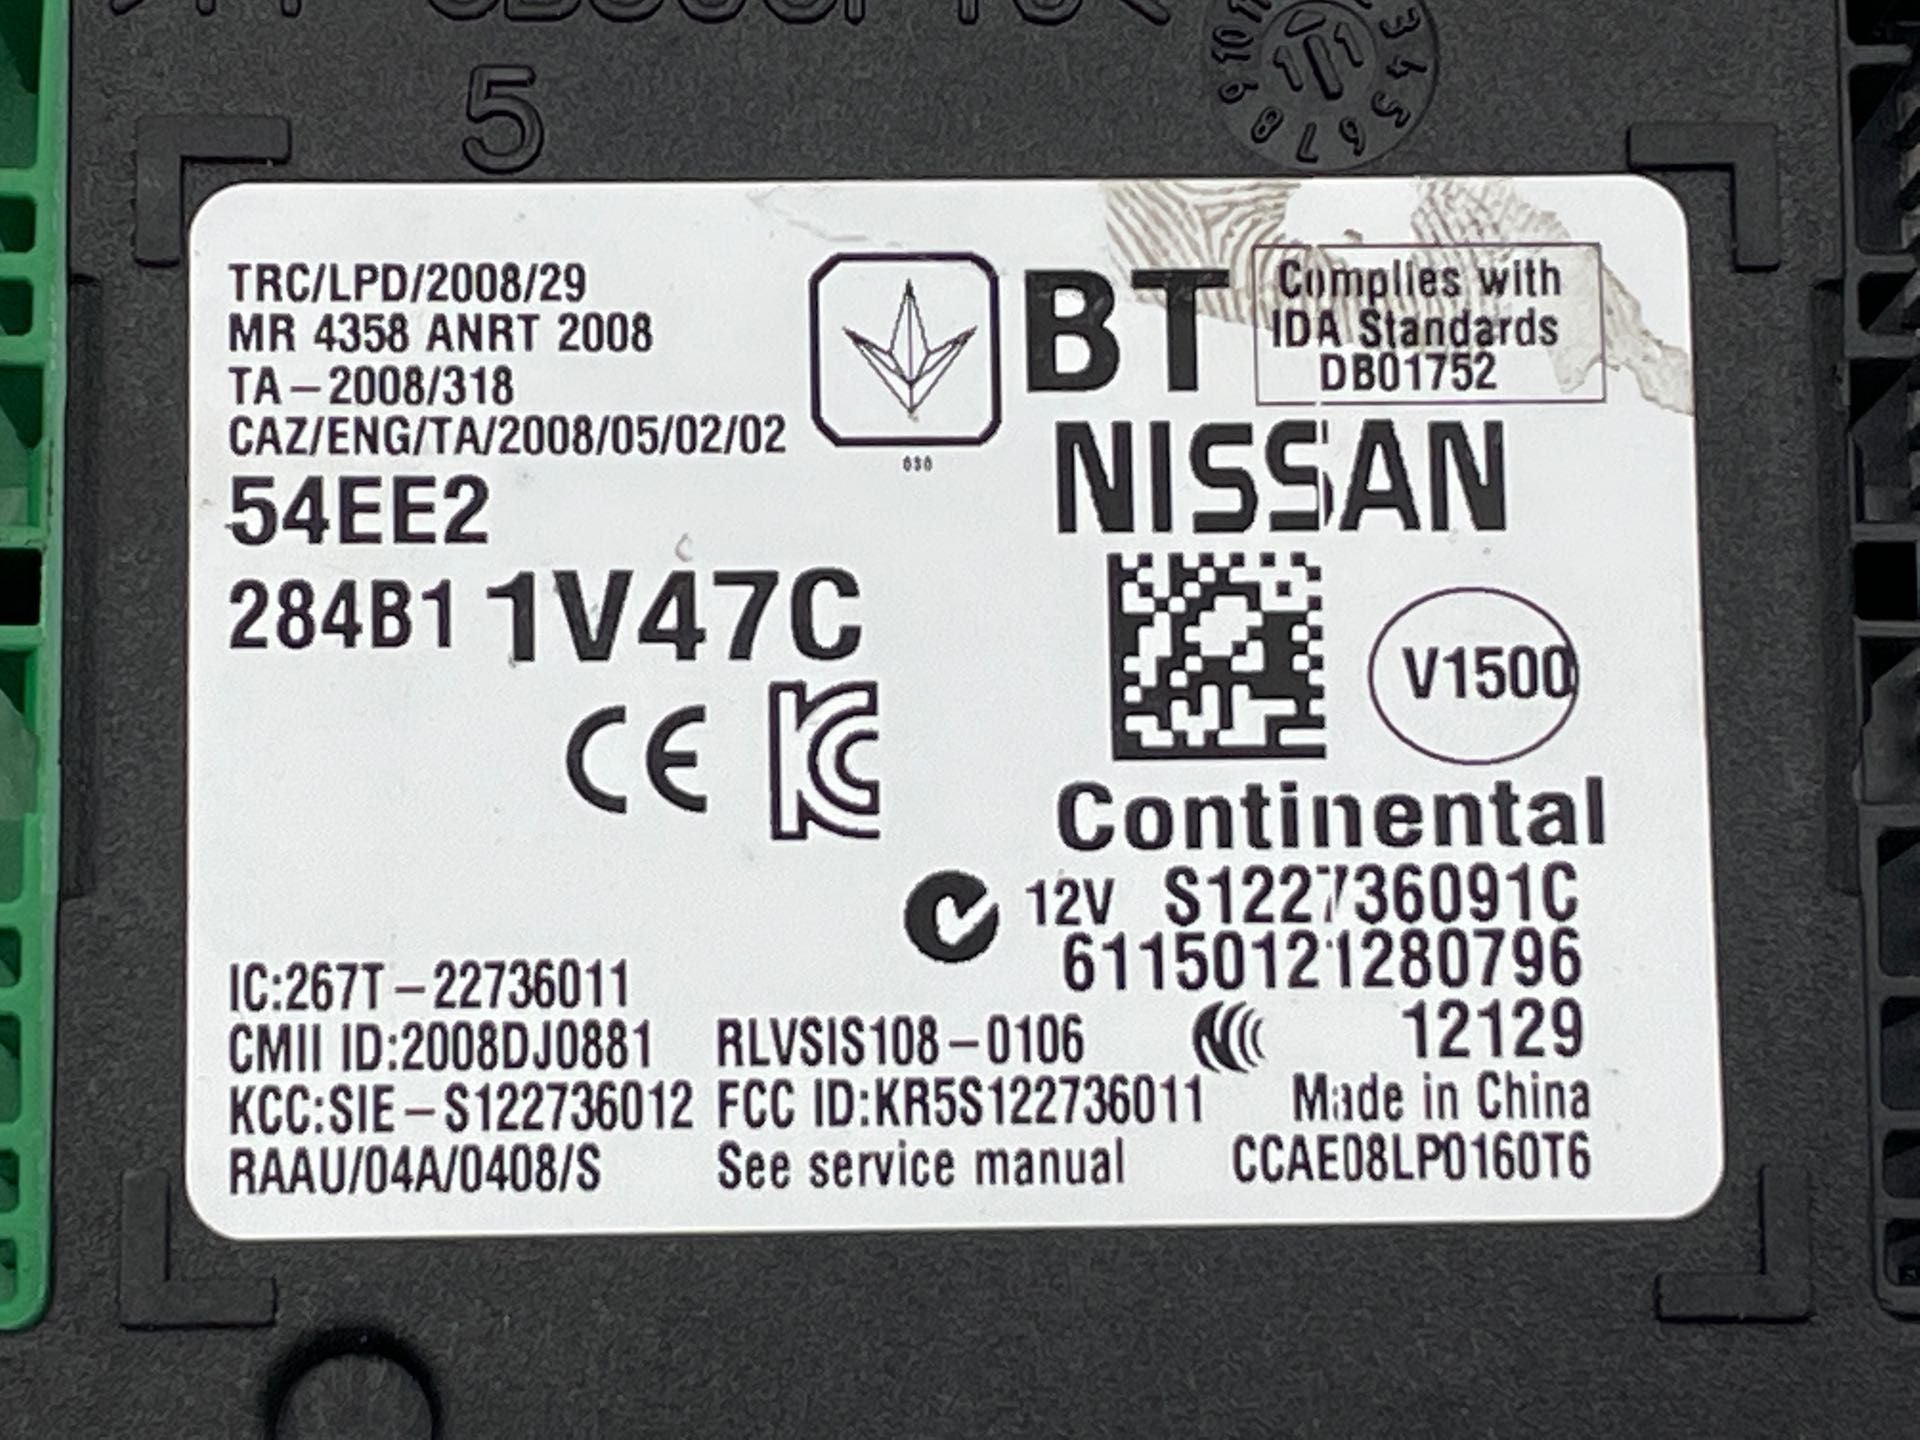 5
TRC/LPD/2008/29
MR 4358 ANRT 2008
TA-2008/318
CAZ/ENG/TA/2008/05/02/02
030
BT
Complies with
IDA Standards
DB01752
54EE2
NISSAN
284B1 1V47C
V1500
CE
KC
Continental
12V S122736091C
61150121280796
12129
IC:267T-22736011
CMII ID:2008DJ0881 RLVSIS108-0106
KCC:SIE-S122736012 FCC ID:KR5S122736011 Made in China
RAAU/04A/0408/S See service manual CCAE08LP0160T6